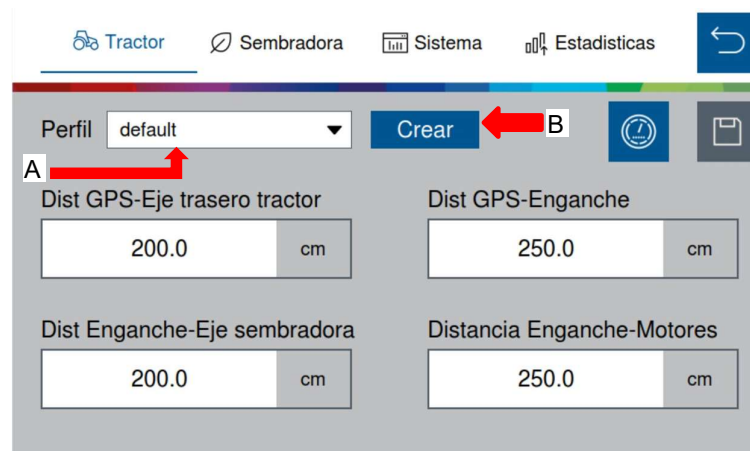 Tractor Sembradora Sistema Estadisticas
Perfil default Crear B
A
Dist GPS-Eje trasero tractor Dist GPS-Enganche
200.0 cm 250.0 cm
Dist Enganche-Eje sembradora Distancia Enganche-Motores
200.0 cm 250.0 cm